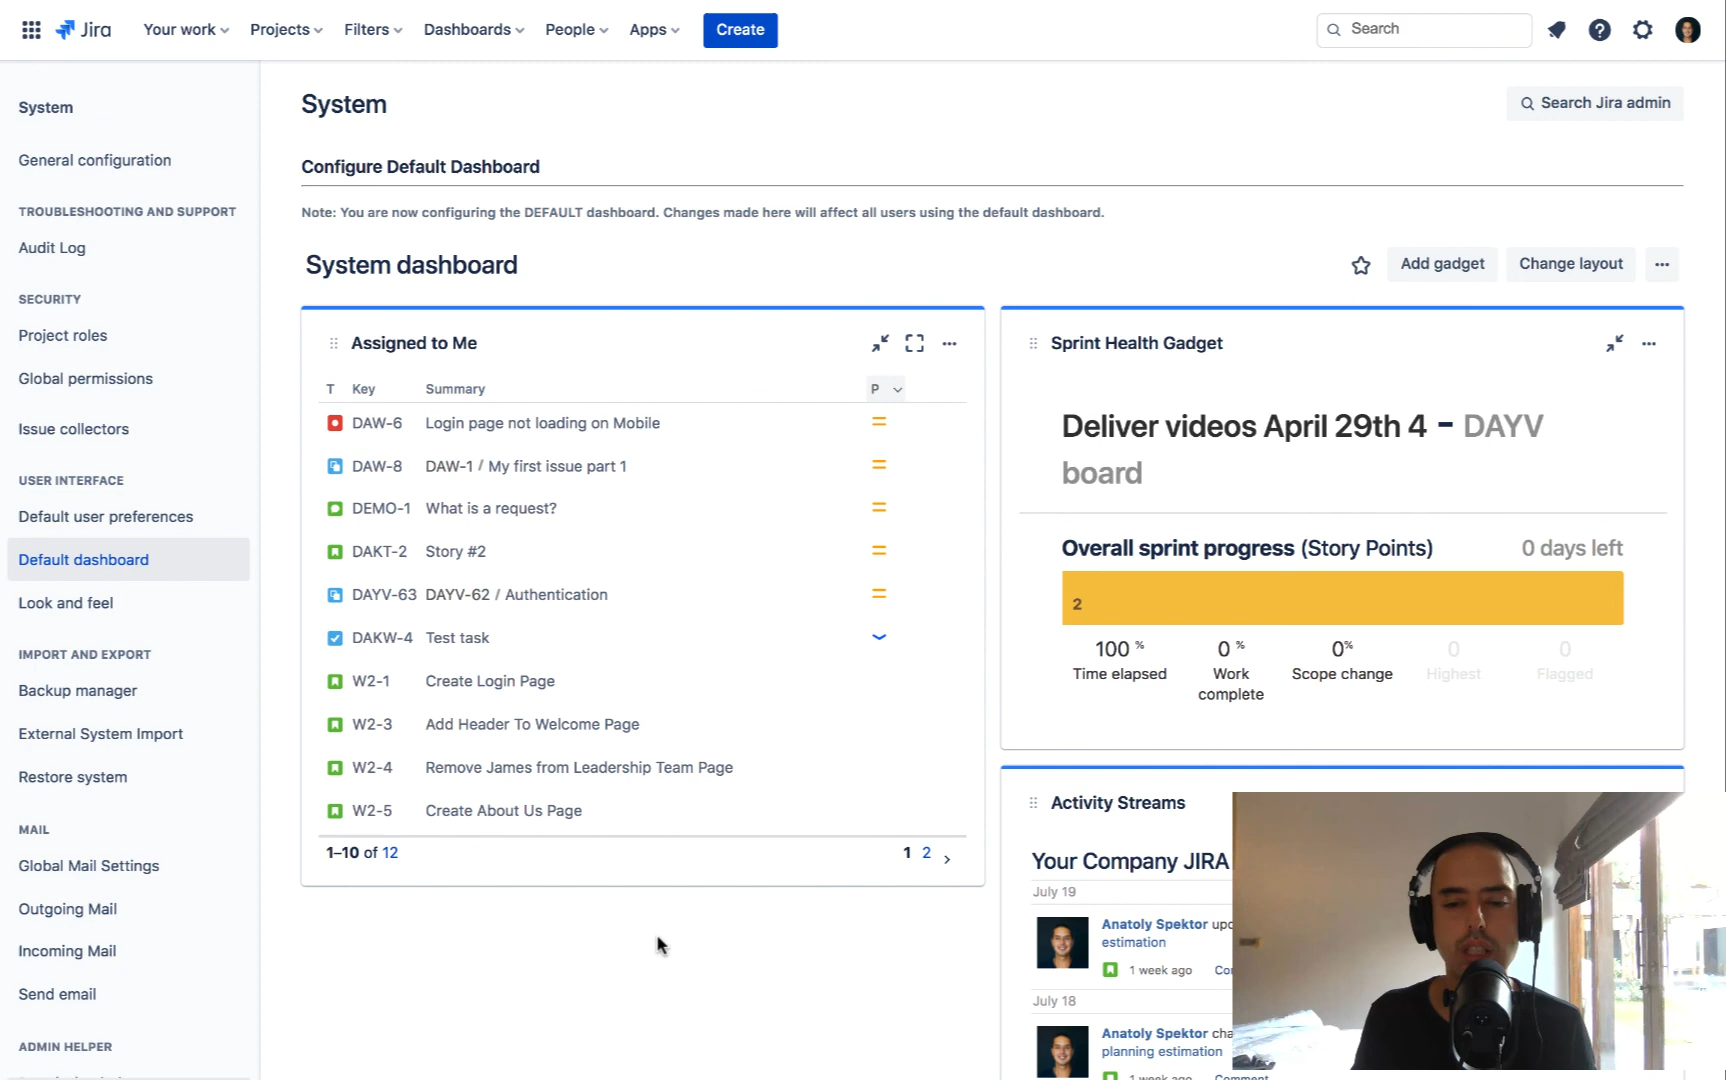 Jira Your work Projects Filters Dashboards People Apps Create Search
System
General configuration
TROUBLESHOOTING AND SUPPORT
Audit Log
SECURITY
Project roles
Global permissions
Issue collectors
USER INTERFACE
Default user preferences
Default dashboard
Look and feel
IMPORT AND EXPORT
Backup manager
External System Import
Restore system
MAIL
Global Mail Settings
Outgoing Mail
Incoming Mail
Send email
ADMIN HELPER
System
Search Jira admin
Configure Default Dashboard
Note: You are now configuring the DEFAULT dashboard. Changes made here will affect all users using the default dashboard.
System dashboard
Add gadget Change layout
Assigned to Me
T Key Summary P
DAW-6 Login page not loading on Mobile
DAW-8 DAW-1 / My first issue part 1
DEMO-1 What is a request?
DAKT-2 Story #2
DAYV-63 DAYV-62 / Authentication
DAKW-4 Test task
W2-1 Create Login Page
W2-3 Add Header To Welcome Page
W2-4 Remove James from Leadership Team Page
W2-5 Create About Us Page
1–10 of 12 1 2
Sprint Health Gadget
Deliver videos April 29th 4 - DAYV
board
Overall sprint progress (Story Points) 0 days left
2
100 % 0 % 0% 0 0
Time elapsed Work Scope change Highest Flagged
complete
Activity Streams
Your Company JIRA
July 19
Anatoly Spektor upd
estimation
1 week ago Co
July 18
Anatoly Spektor cha
planning estimation
1 week ago Comment